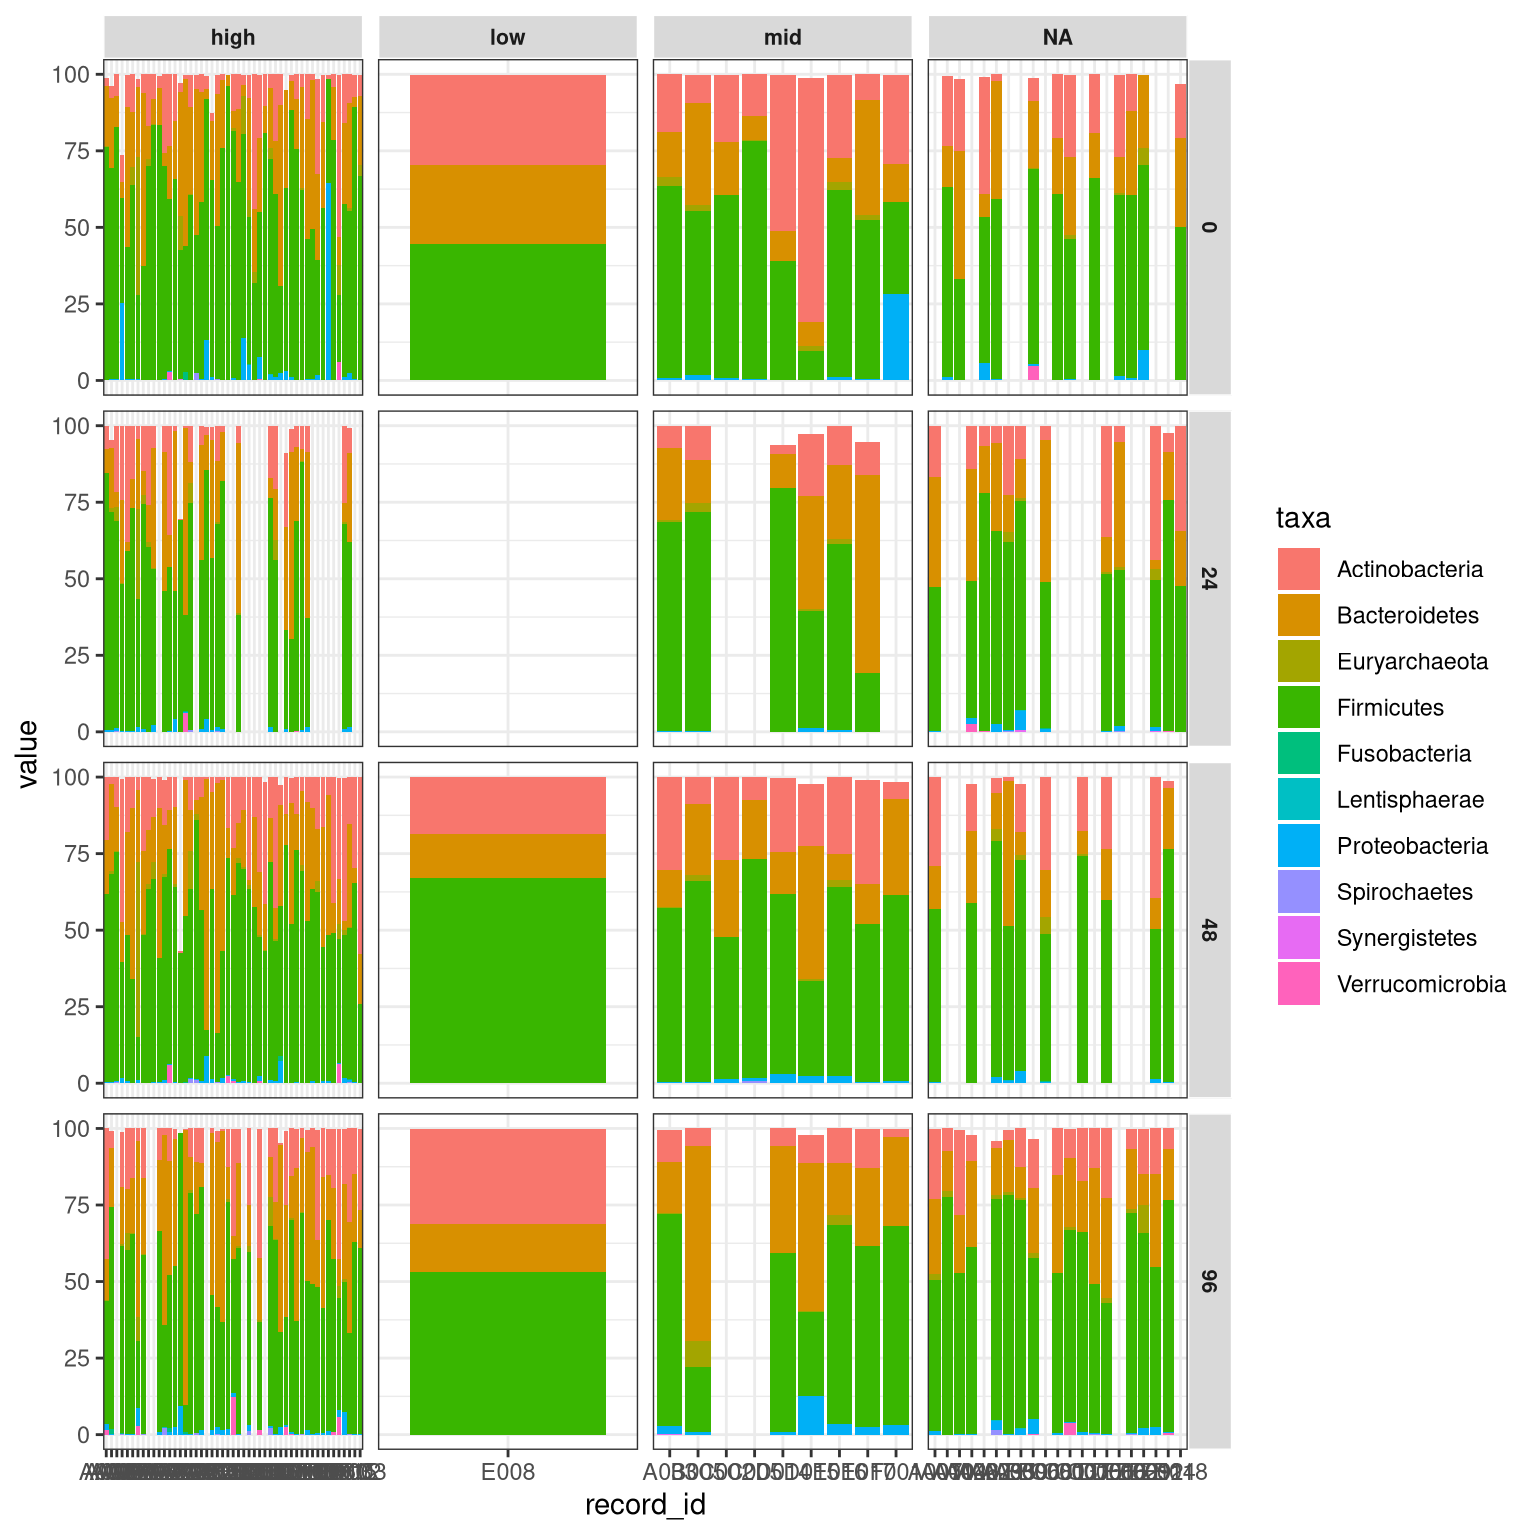 high low mid NA
100
75
50
25
0
0
100
75
50
25
0
24
100
75
50
25
0
48
100
75
50
25
0
96
E008
value
record_id
taxa
Actinobacteria
Bacteroidetes
Euryarchaeota
Firmicutes
Fusobacteria
Lentisphaerae
Proteobacteria
Spirochaetes
Synergistetes
Verrucomicrobia